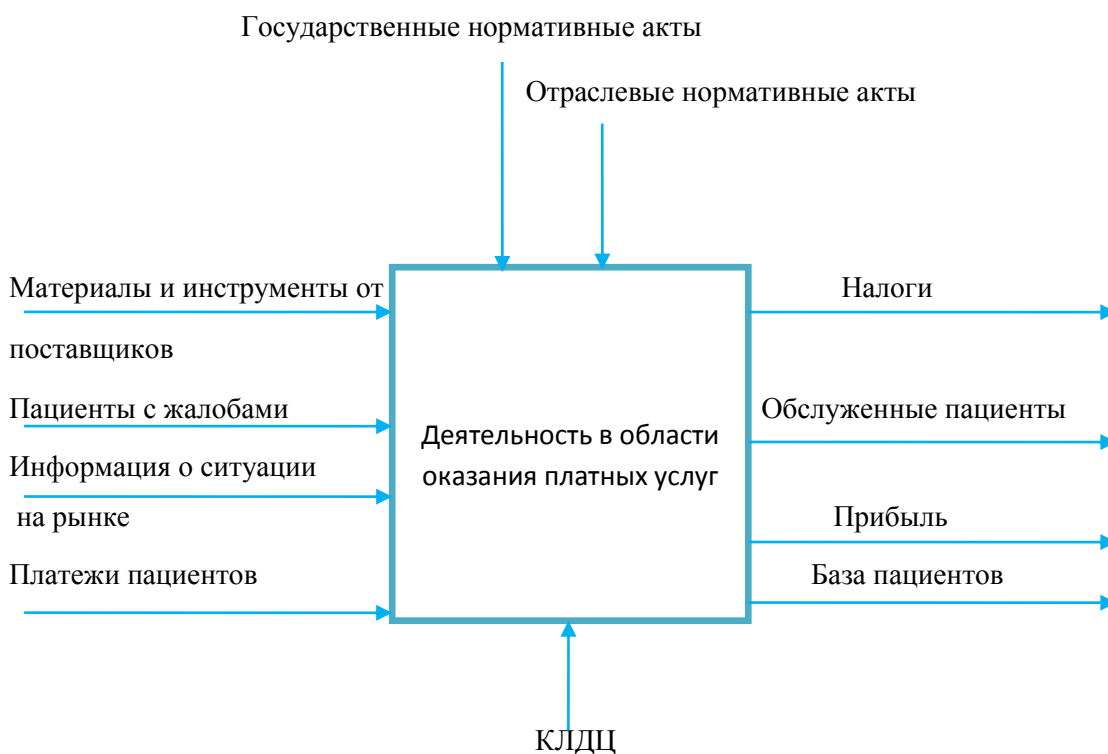 Государственные нормативные акты
Отраслевые нормативные акты
Материалы и инструменты от
поставщиков
Пациенты с жалобами
Информация о ситуации
на рынке
Платежи пациентов
Деятельность в области
оказания платных услуг
Налоги
Обслуженные пациенты
Прибыль
База пациентов
КЛДЦ